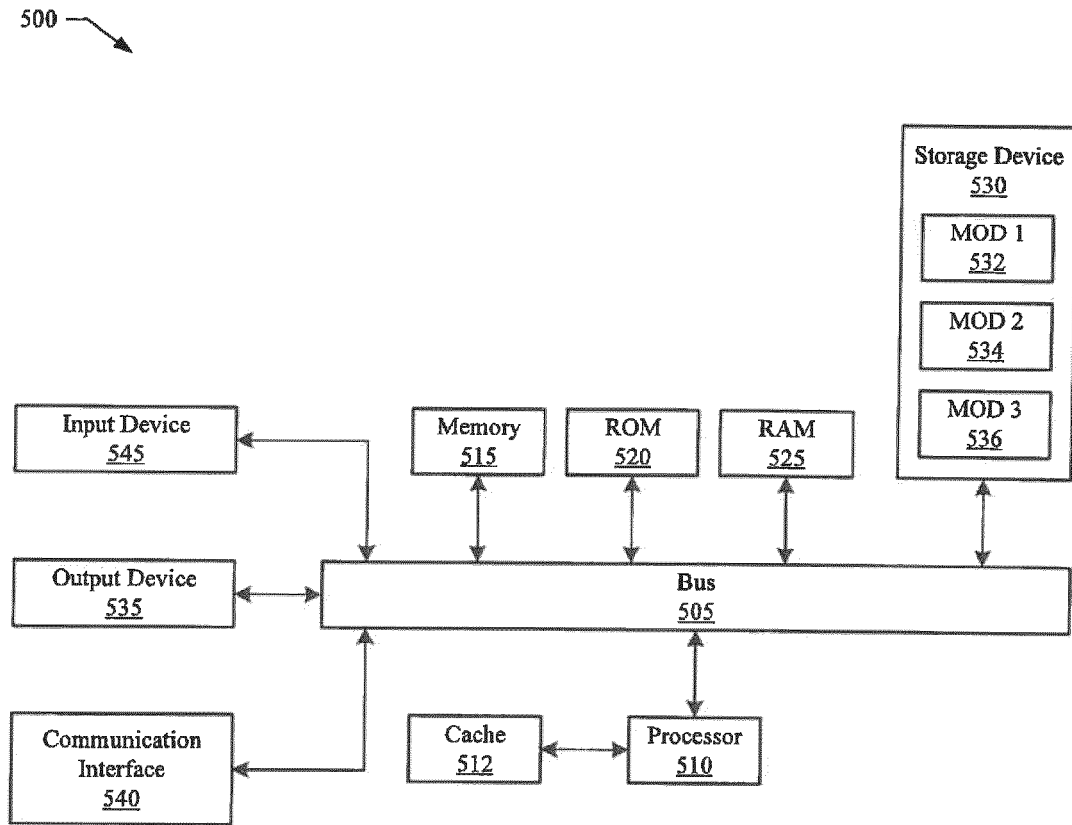 500
Storage Device
530
MOD 1
532
MOD 2
534
MOD 3
536
Input Device
545
Memory
515
ROM
520
RAM
525
Output Device
535
Bus
505
Communication
Interface
540
Cache
512
Processor
510